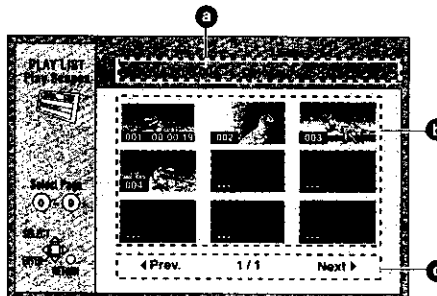 a
PLAY LIST
Play Scenes
001 00:00:19
002
003
b
004
---
---
Select Page
---
---
---
SELECT
ENTER
RETURN
Prev.
1/1
Next
c